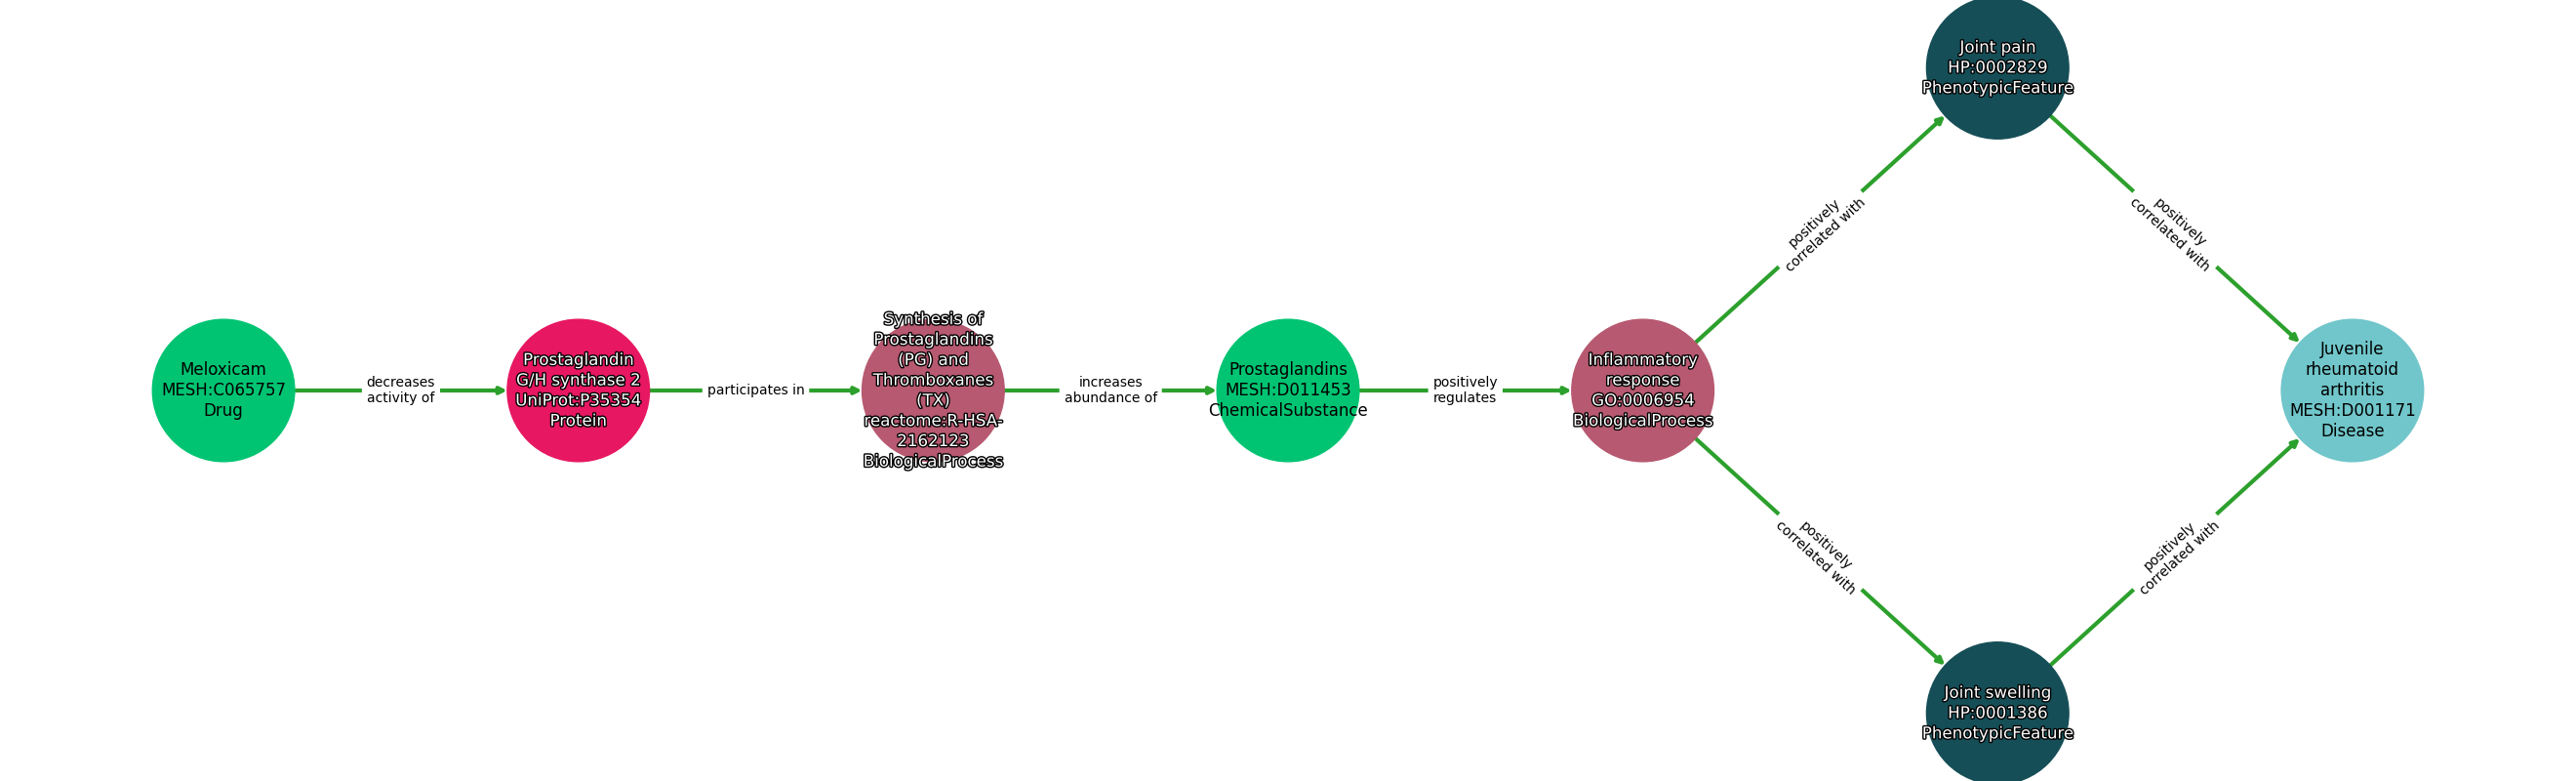 Meloxicam
MESH:C065757
Drug
decreases
activity of
Prostaglandin
G/H synthase 2
UniProt:P35354
Protein
participates in
Synthesis of
Prostaglandins
(PG) and
Thromboxanes
(TX)
reactome:R-HSA-
2162123
BiologicalProcess
increases
abundance of
Prostaglandins
MESH:D011453
ChemicalSubstance
positively
regulates
Inflammatory
response
GO:0006954
BiologicalProcess
positively
correlated with
Joint pain
HP:0002829
PhenotypicFeature
positively
correlated with
positively
correlated with
Joint swelling
HP:0001386
PhenotypicFeature
positively
correlated with
Juvenile
rheumatoid
arthritis
MESH:D001171
Disease